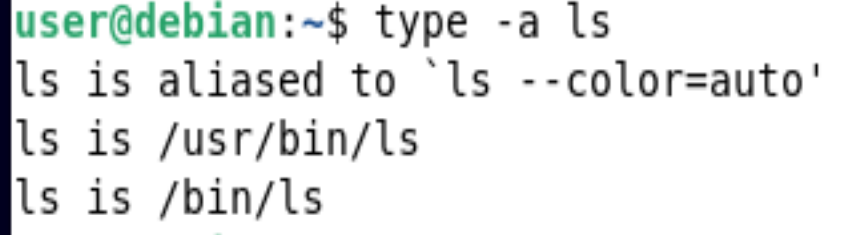 user@debian:~$ type -a ls
ls is aliased to `ls --color=auto'
ls is /usr/bin/ls
ls is /bin/ls